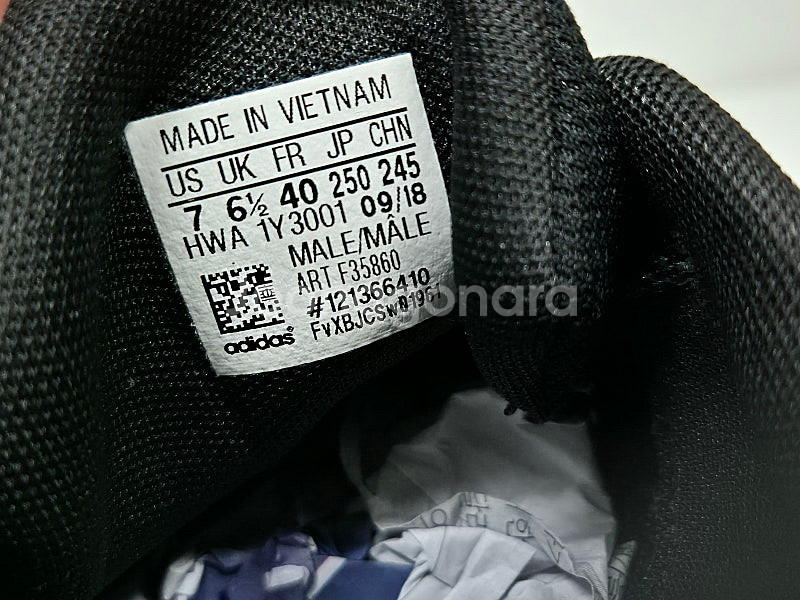 MADE IN VIETNAM
US UK FR JP CHN
7 6½ 40 250 245
HWA 1Y3001 09/18
MALE/MÂLE
ART F35860
#121366410
adidas